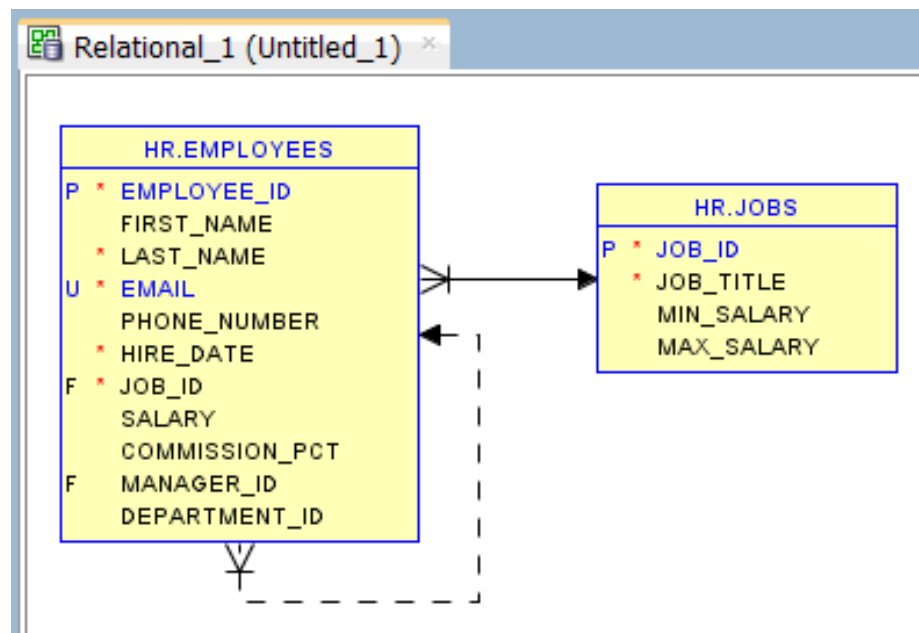 Relational_1 (Untitled_1) ×
HR.EMPLOYEES
P * EMPLOYEE_ID
FIRST_NAME
* LAST_NAME
U * EMAIL
PHONE_NUMBER
* HIRE_DATE
F * JOB_ID
SALARY
COMMISSION_PCT
F MANAGER_ID
DEPARTMENT_ID
HR.JOBS
P * JOB_ID
* JOB_TITLE
MIN_SALARY
MAX_SALARY